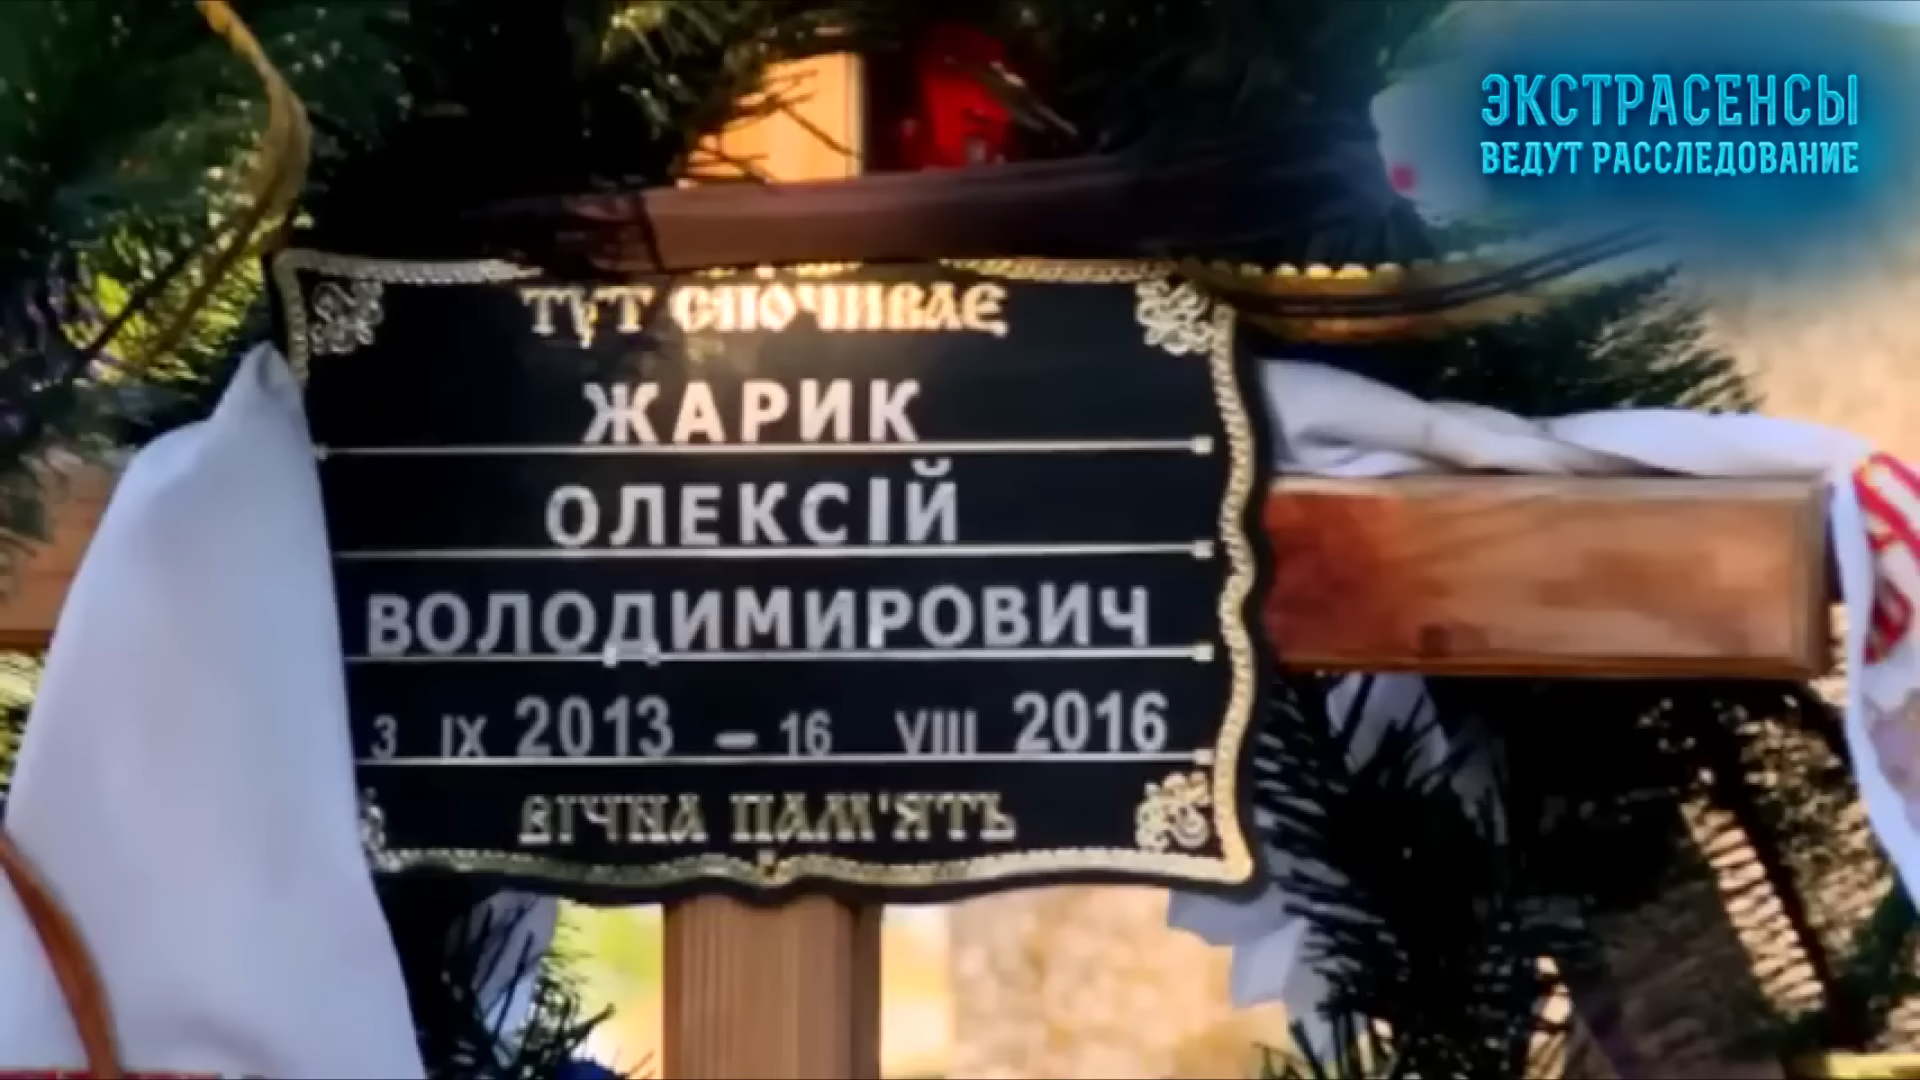 ЭКСТРАСЕНСЫ
ВЕДУТ РАССЛЕДОВАНИЕ
ТУТ СПОЧИВАЄ
ЖАРИК
ОЛЕКСІЙ
ВОЛОДИМИРОВИЧ
3 IX 2013 – 16 VIII 2016
ВІЧНА ПАМ'ЯТЬ